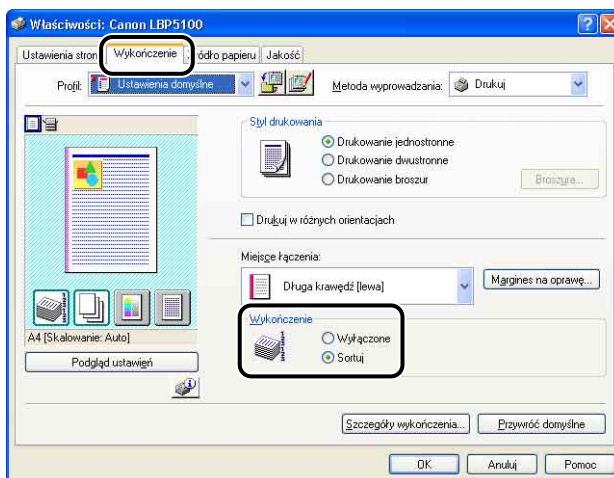 Właściwości: Canon LBP5100
Ustawienia stron Wykończenie ródło papieru Jakość
Profil: Ustawienia domyślne Metoda wyprowadzania: Drukuj
Styl drukowania
Drukowanie jednostronne
Drukowanie dwustronne
Drukowanie broszur Broszura...
Drukuj w różnych orientacjach
Miejsce łączenia:
Długa krawędź [lewa] Margines na oprawę...
Wykończenie
Wyłączone
Sortuj
A4 [Skalowanie: Auto]
Podgląd ustawień
Szczegóły wykończenia... Przywróć domyślne
OK Anuluj Pomoc